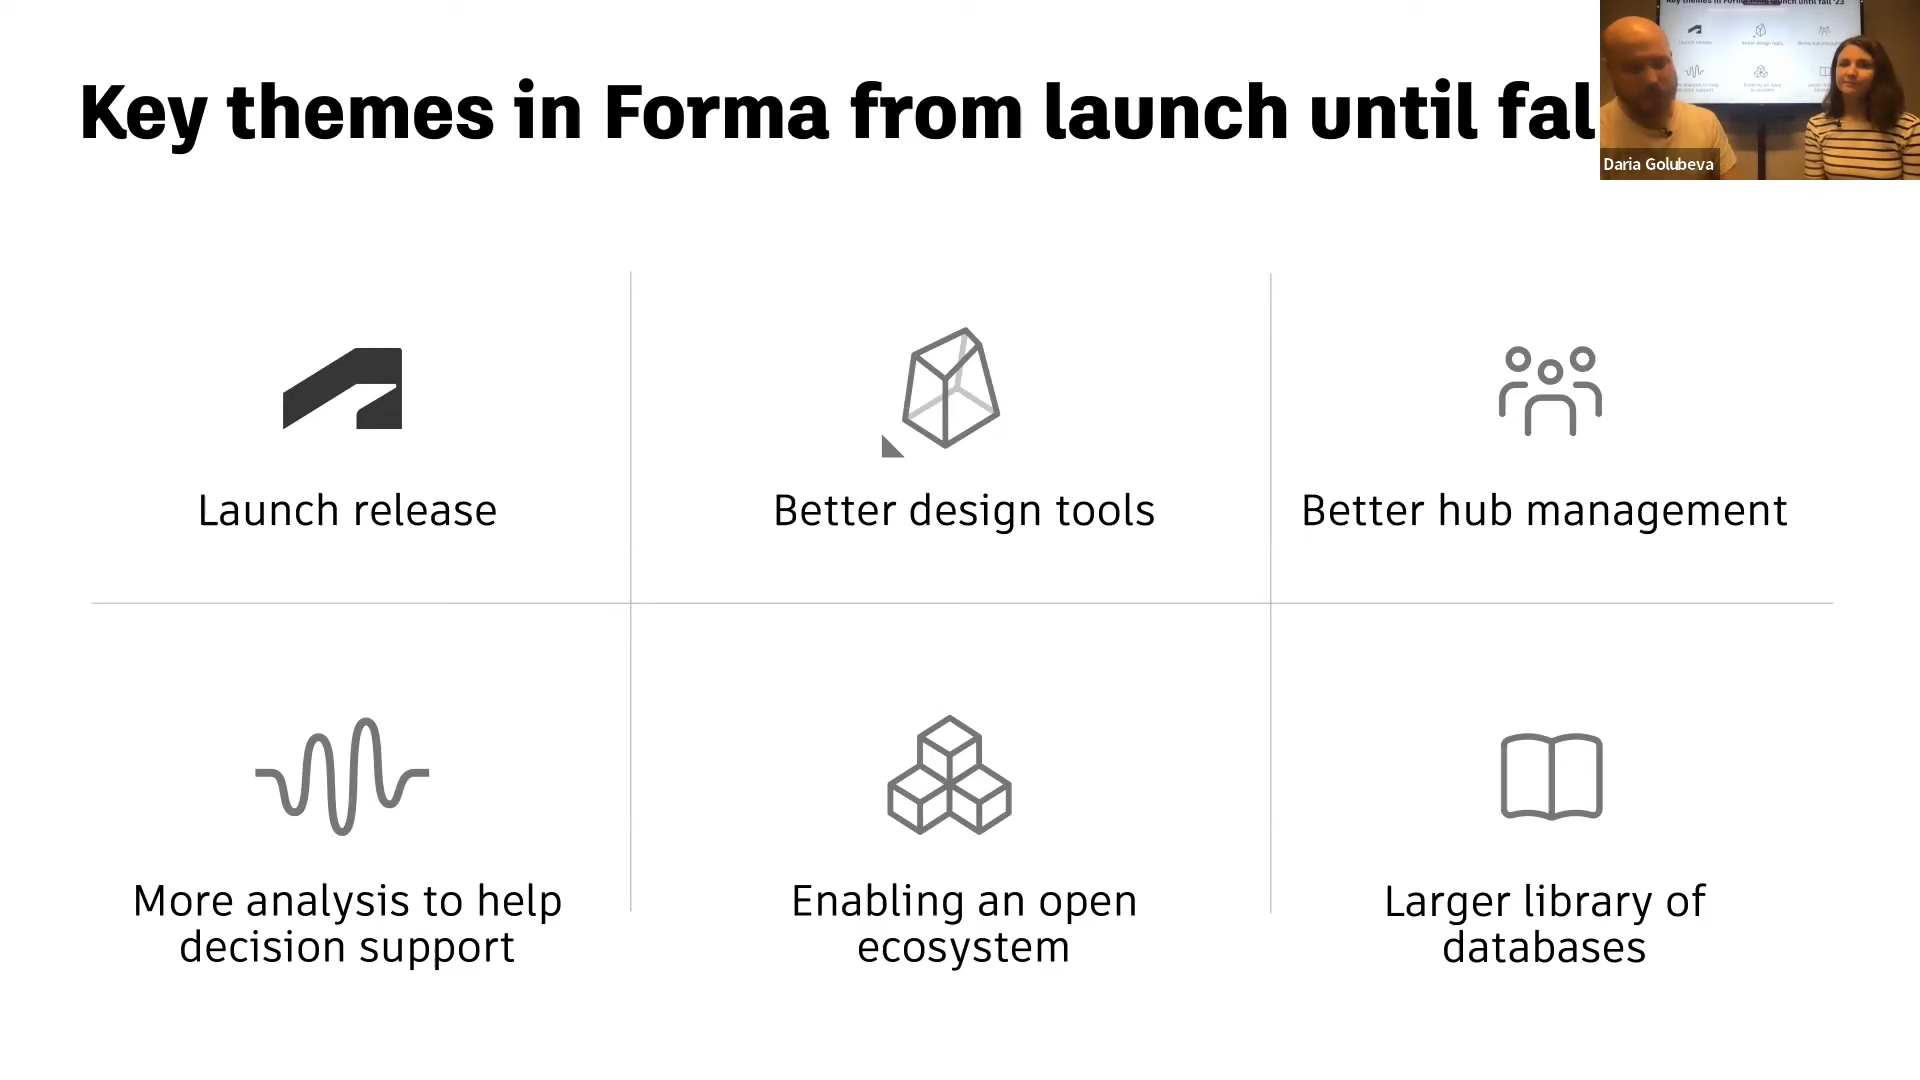 Key themes in Forma from launch until fal
Daria Golubeva
Launch release
Better design tools
Better hub management
More analysis to help
decision support
Enabling an open
ecosystem
Larger library of
databases